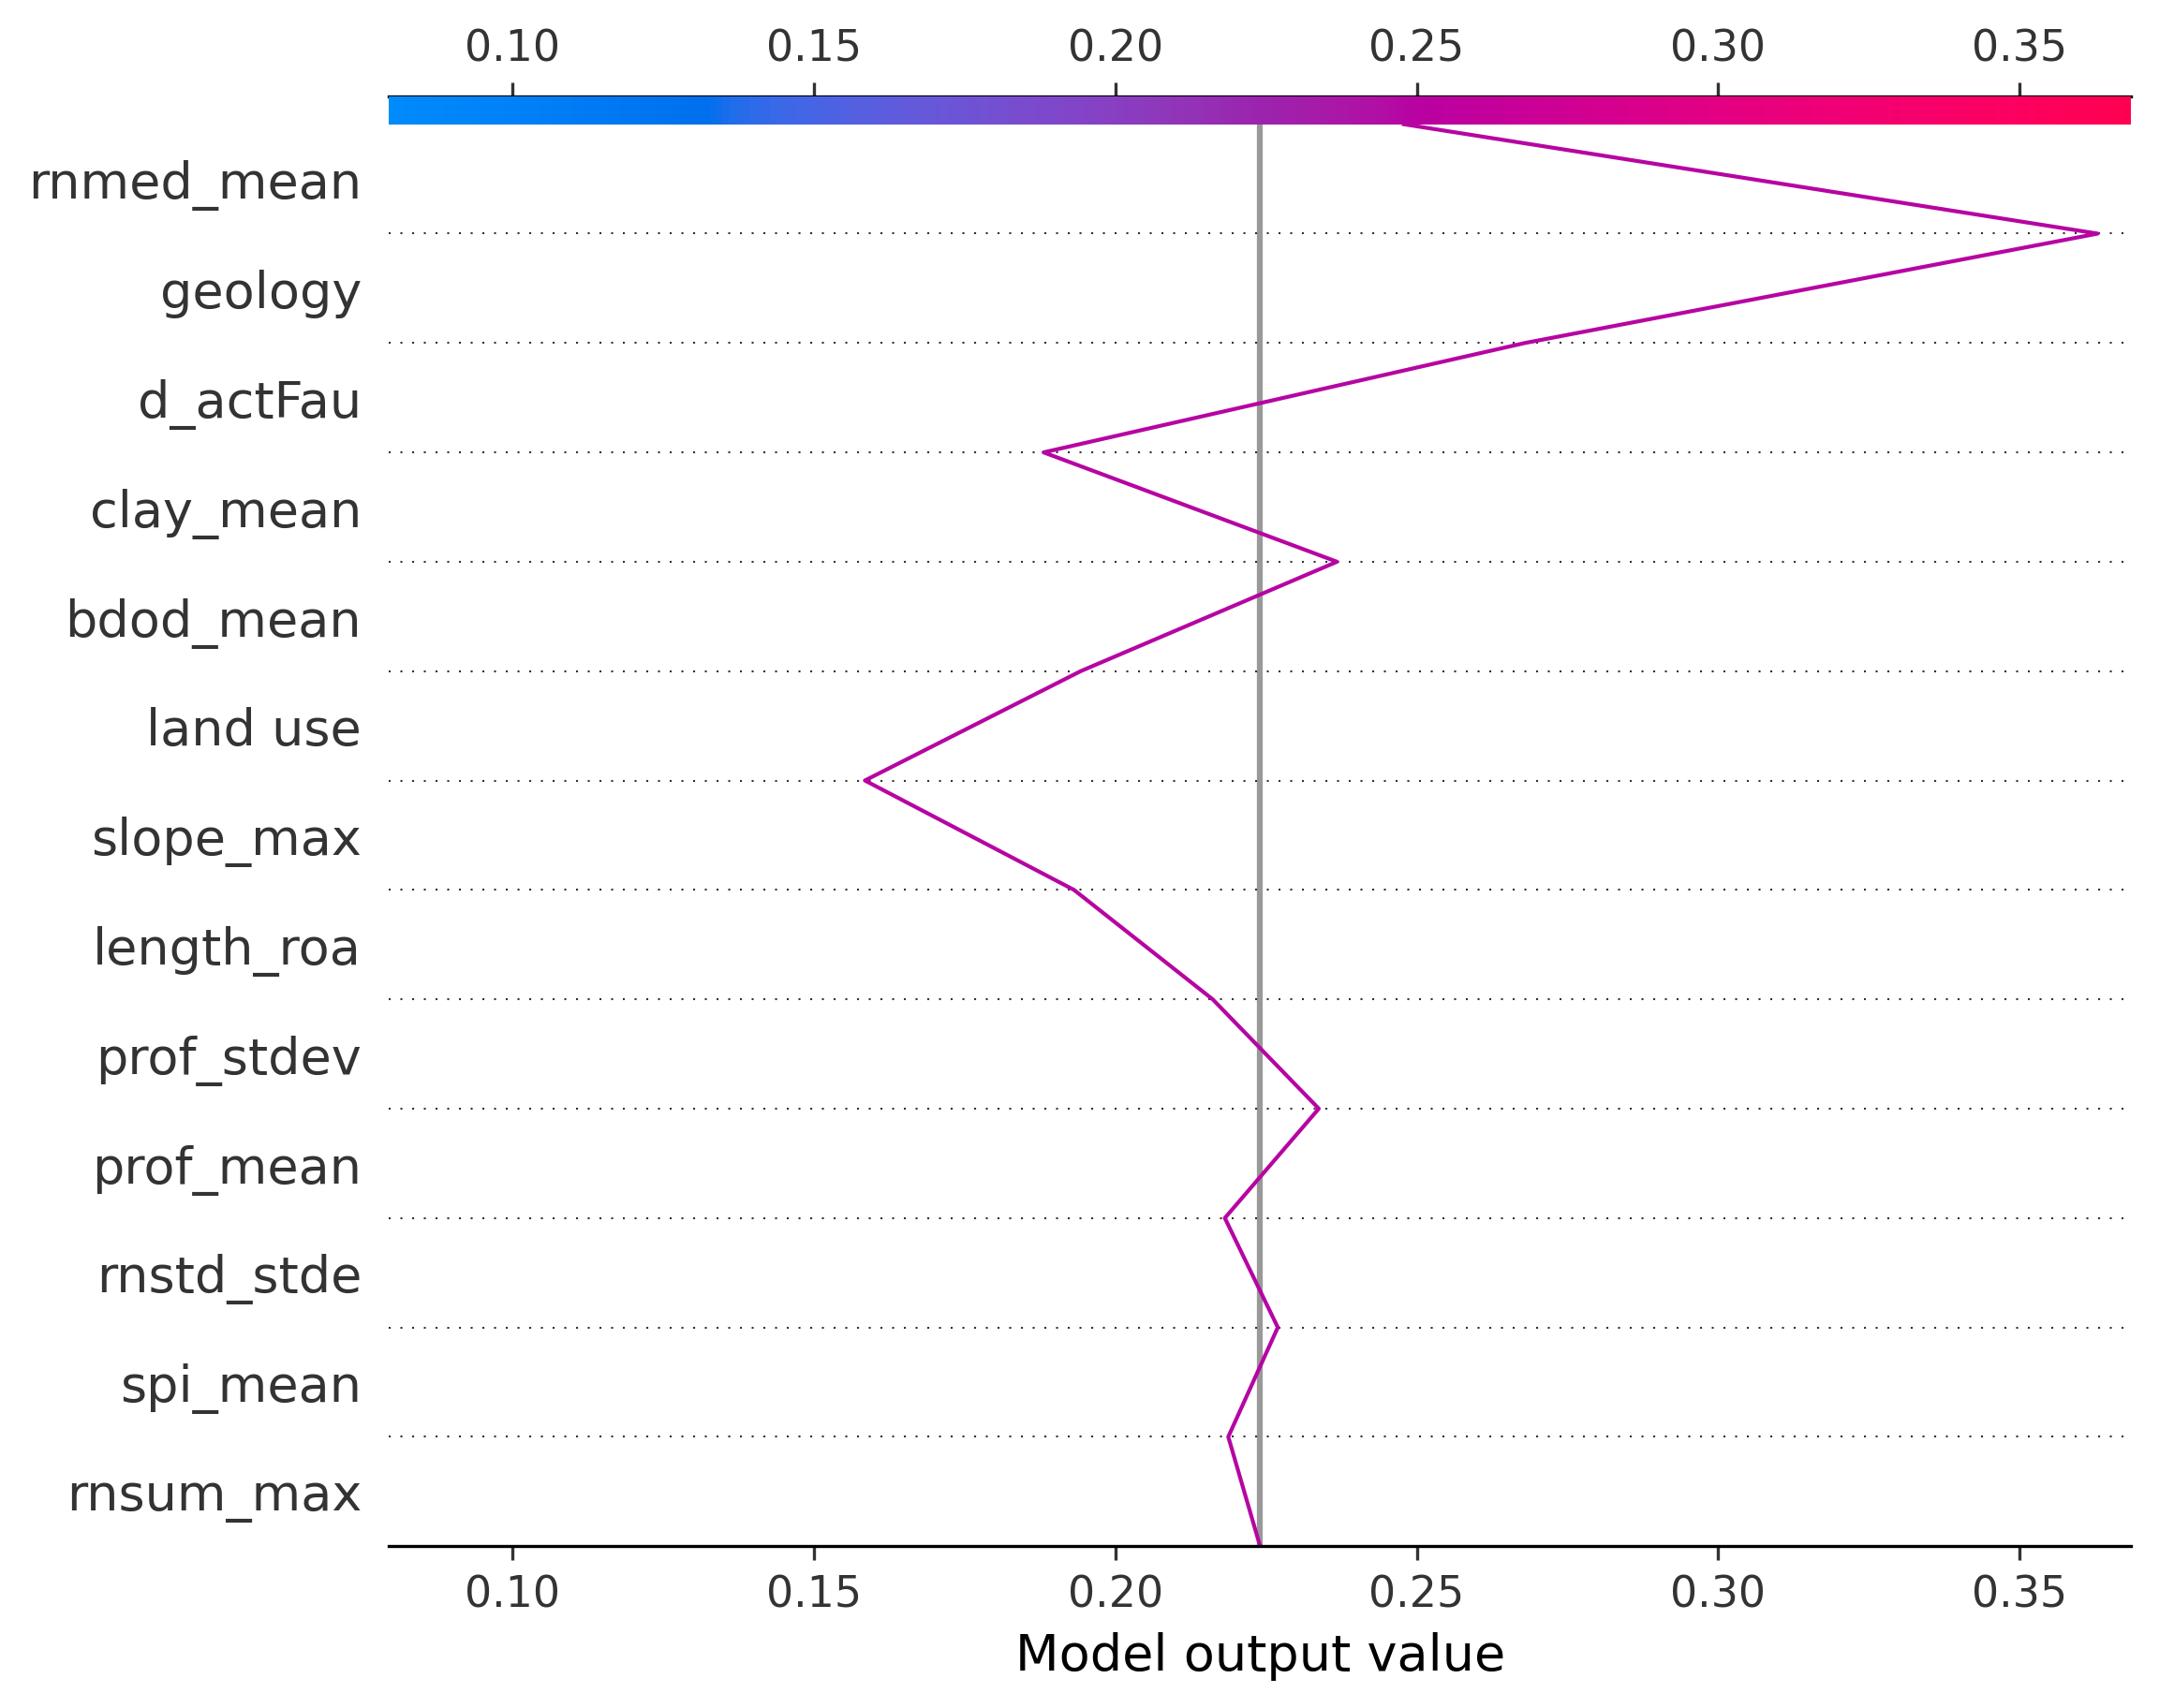 0.10 0.15 0.20 0.25 0.30 0.35
rnmed_mean
geology
d_actFau
clay_mean
bdod_mean
land use
slope_max
length_roa
prof_stdev
prof_mean
rnstd_stde
spi_mean
rnsum_max
0.10 0.15 0.20 0.25 0.30 0.35
Model output value